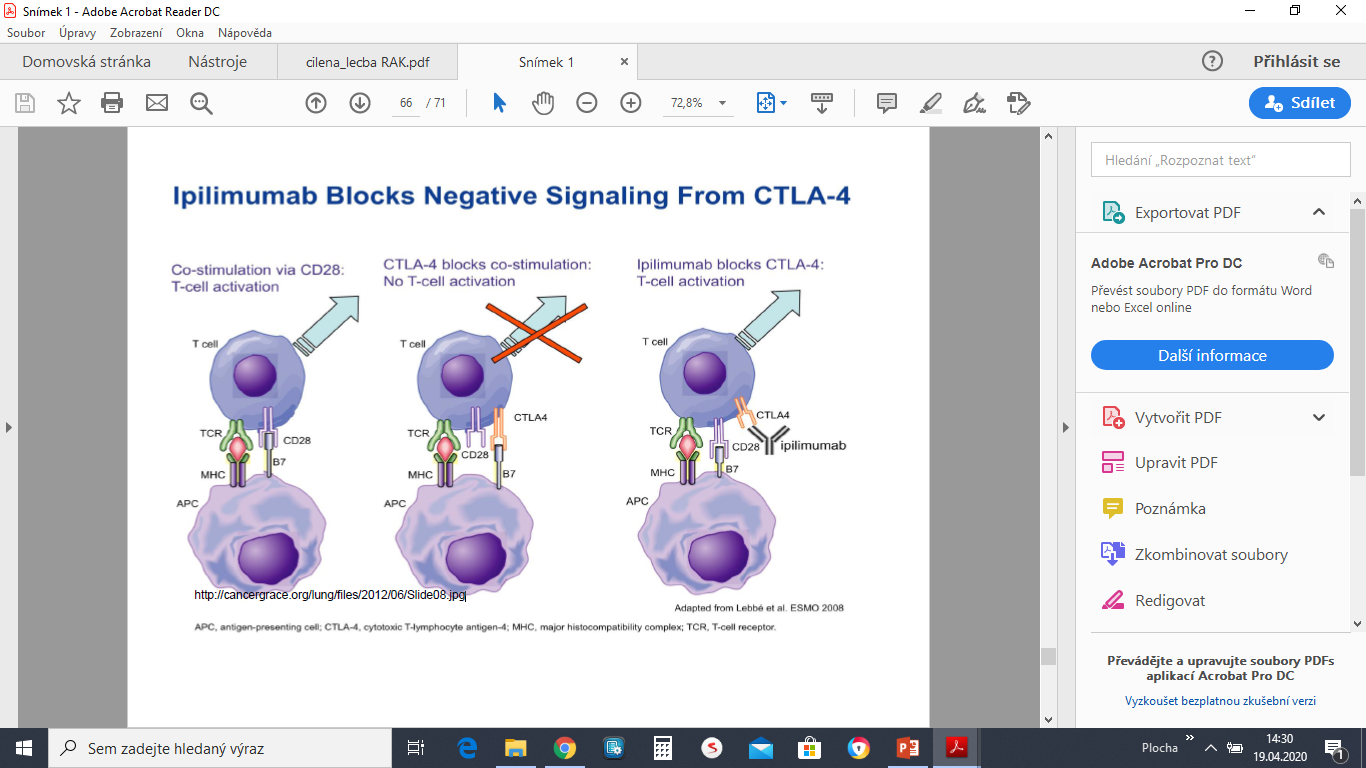 Snímek 1 - Adobe Acrobat Reader DC
Soubor Úpravy Zobrazení Okna Nápověda
Domovská stránka Nástroje cilena_lecba RAK.pdf Snímek 1 × Přihlásit se
66 / 71 72,8% Sdílet
Hledání „Rozpoznat text“
Exportovat PDF
Adobe Acrobat Pro DC
Převést soubory PDF do formátu Word
nebo Excel online
Další informace
Vytvořit PDF
Upravit PDF
Poznámka
Zkombinovat soubory
Redigovat
Převádějte a upravujte soubory PDFs
aplikací Acrobat Pro DC
Vyzkoušet bezplatnou zkušební verzi
Ipilimumab Blocks Negative Signaling From CTLA-4
Co-stimulation via CD28:
T-cell activation
T cell
TCR
CD28
B7
MHC
APC
CTLA-4 blocks co-stimulation:
No T-cell activation
T cell
CTLA4
TCR
CD28
B7
MHC
APC
Ipilimumab blocks CTLA-4:
T-cell activation
T cell
CTLA4
TCR
CD28
ipilimumab
B7
MHC
APC
http://cancergrace.org/lung/files/2012/06/Slide08.jpg
Adapted from Lebbé et al. ESMO 2008
APC, antigen-presenting cell; CTLA-4, cytotoxic T-lymphocyte antigen-4; MHC, major histocompatibility complex; TCR, T-cell receptor.
Sem zadejte hledaný výraz
Plocha
14:30
19.04.2020
1